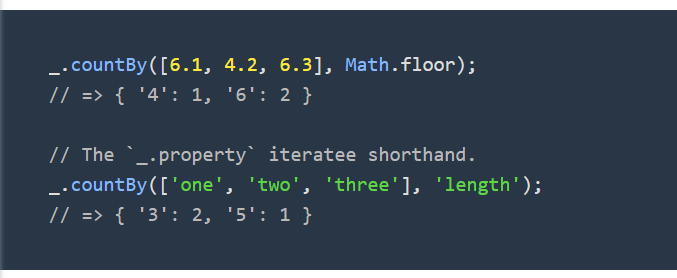 _.countBy([6.1, 4.2, 6.3], Math.floor);
// => { '4': 1, '6': 2 }
// The `_.property` iteratee shorthand.
_.countBy(['one', 'two', 'three'], 'length');
// => { '3': 2, '5': 1 }